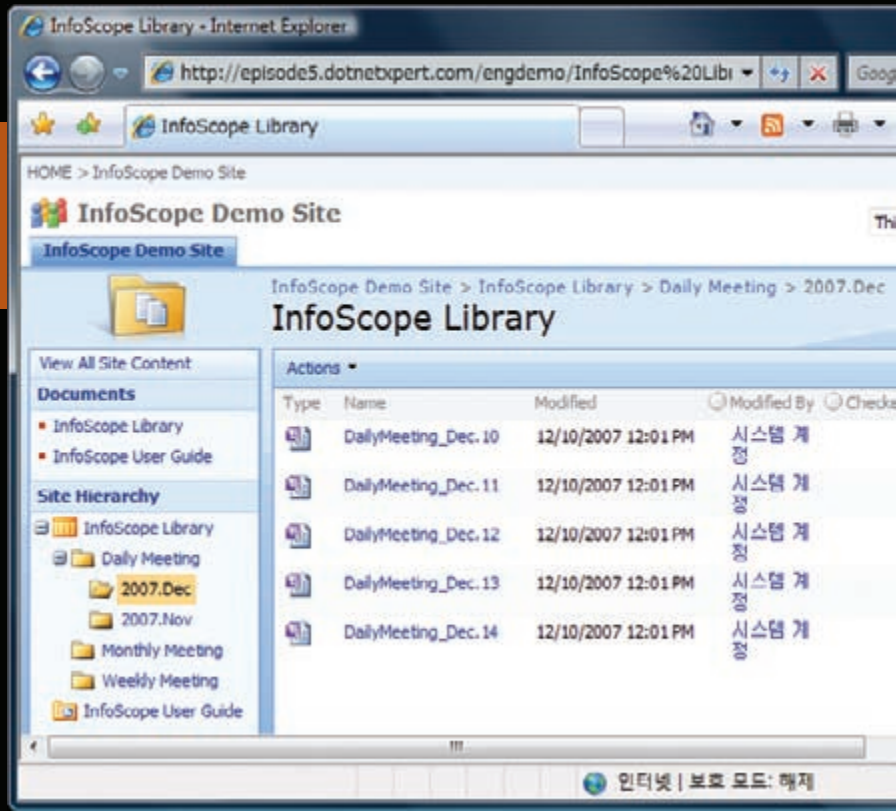 InfoScope Library - Internet Explorer
http://episode5.dotnetxpert.com/engdemo/InfoScope%20Libr
Goog
InfoScope Library
HOME > InfoScope Demo Site
InfoScope Demo Site
Thi
InfoScope Demo Site
InfoScope Demo Site > InfoScope Library > Daily Meeting > 2007.Dec
InfoScope Library
View All Site Content
Documents
InfoScope Library
InfoScope User Guide
Site Hierarchy
InfoScope Library
Daily Meeting
2007.Dec
2007.Nov
Monthly Meeting
Weekly Meeting
InfoScope User Guide
Actions
Type Name Modified Modified By Checke
DailyMeeting_Dec.10 12/10/2007 12:01 PM 시스템 계
정
DailyMeeting_Dec.11 12/10/2007 12:01 PM 시스템 계
정
DailyMeeting_Dec.12 12/10/2007 12:01 PM 시스템 계
정
DailyMeeting_Dec.13 12/10/2007 12:01 PM 시스템 계
정
DailyMeeting_Dec.14 12/10/2007 12:01 PM 시스템 계
정
인터넷 | 보호 모드: 해제